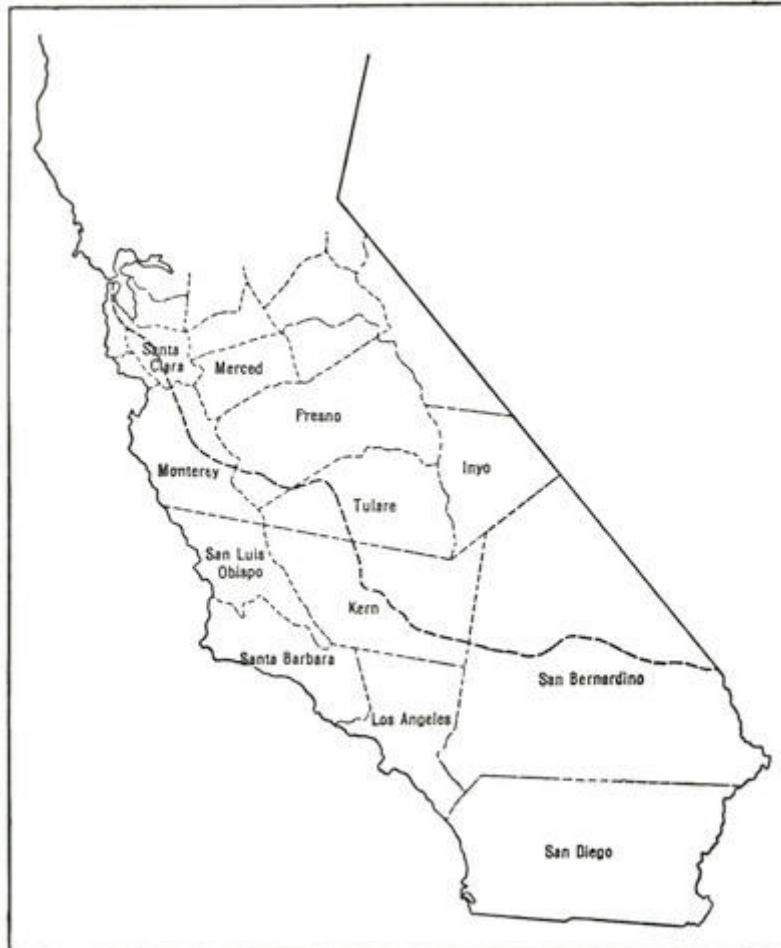 Santa
Clara
Merced
Fresno
Monterey
Inyo
Tulare
San Luis
Obispo
Kern
Santa Barbara
San Bernardino
Los Angeles
San Diego